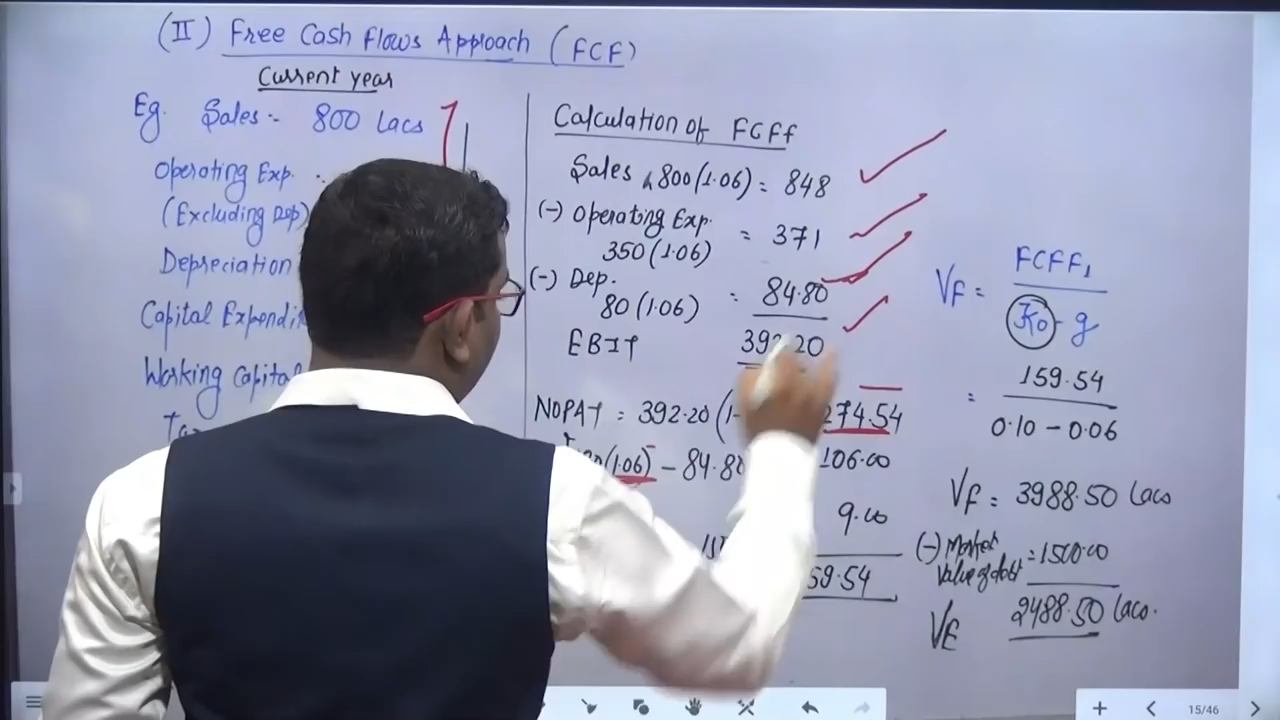 (II) Free Cash Flows Approach (FCF)
Current year
Eg. Sales :- 800 Lacs
Operating Exp. :-
(Excluding Dep)
Depreciation
Capital
Working Capital
Calculation of FCFF
Sales 800(1.06) = 848
(-) Operating Exp.
350(1.06) = 371
(-) Dep.
80(1.06) = 84.80
EBIT 392.20
NOPAT = 392.20 (1- 274.54
(1.06) - 84.80 106.00
9.00
59.54
VF = FCFF1
Ko - g
= 159.54
0.10 - 0.06
VF = 3988.50 Lacs
(-) Market
Value of debt = 1500.00
VE 2488.50 Lacs.
15/46